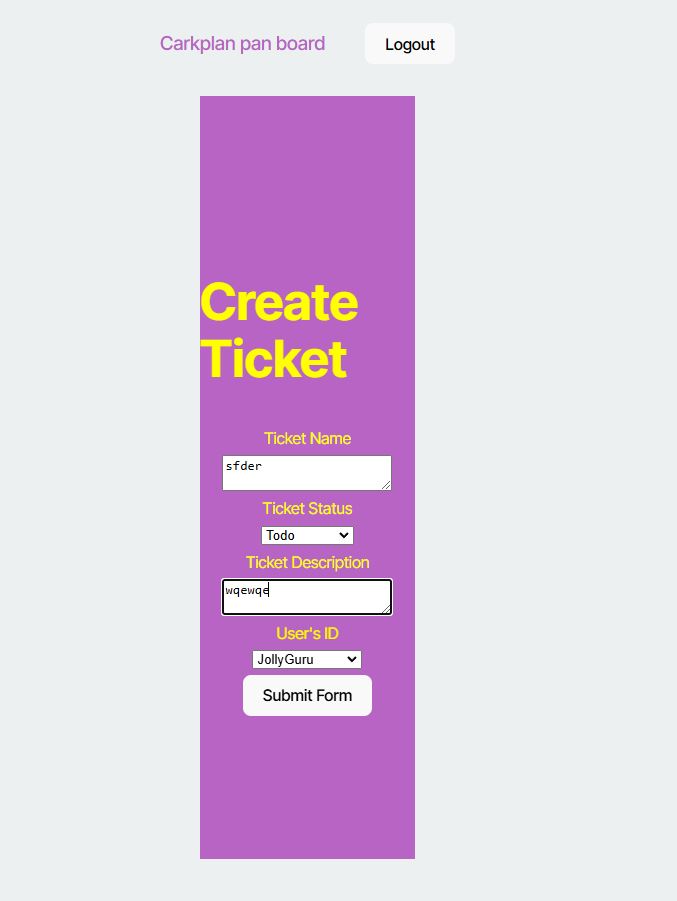 Carkplan pan board
Logout
Create
Ticket
Ticket Name
sfder
Ticket Status
Todo
Ticket Description
wqewqe
User's ID
JollyGuru
Submit Form